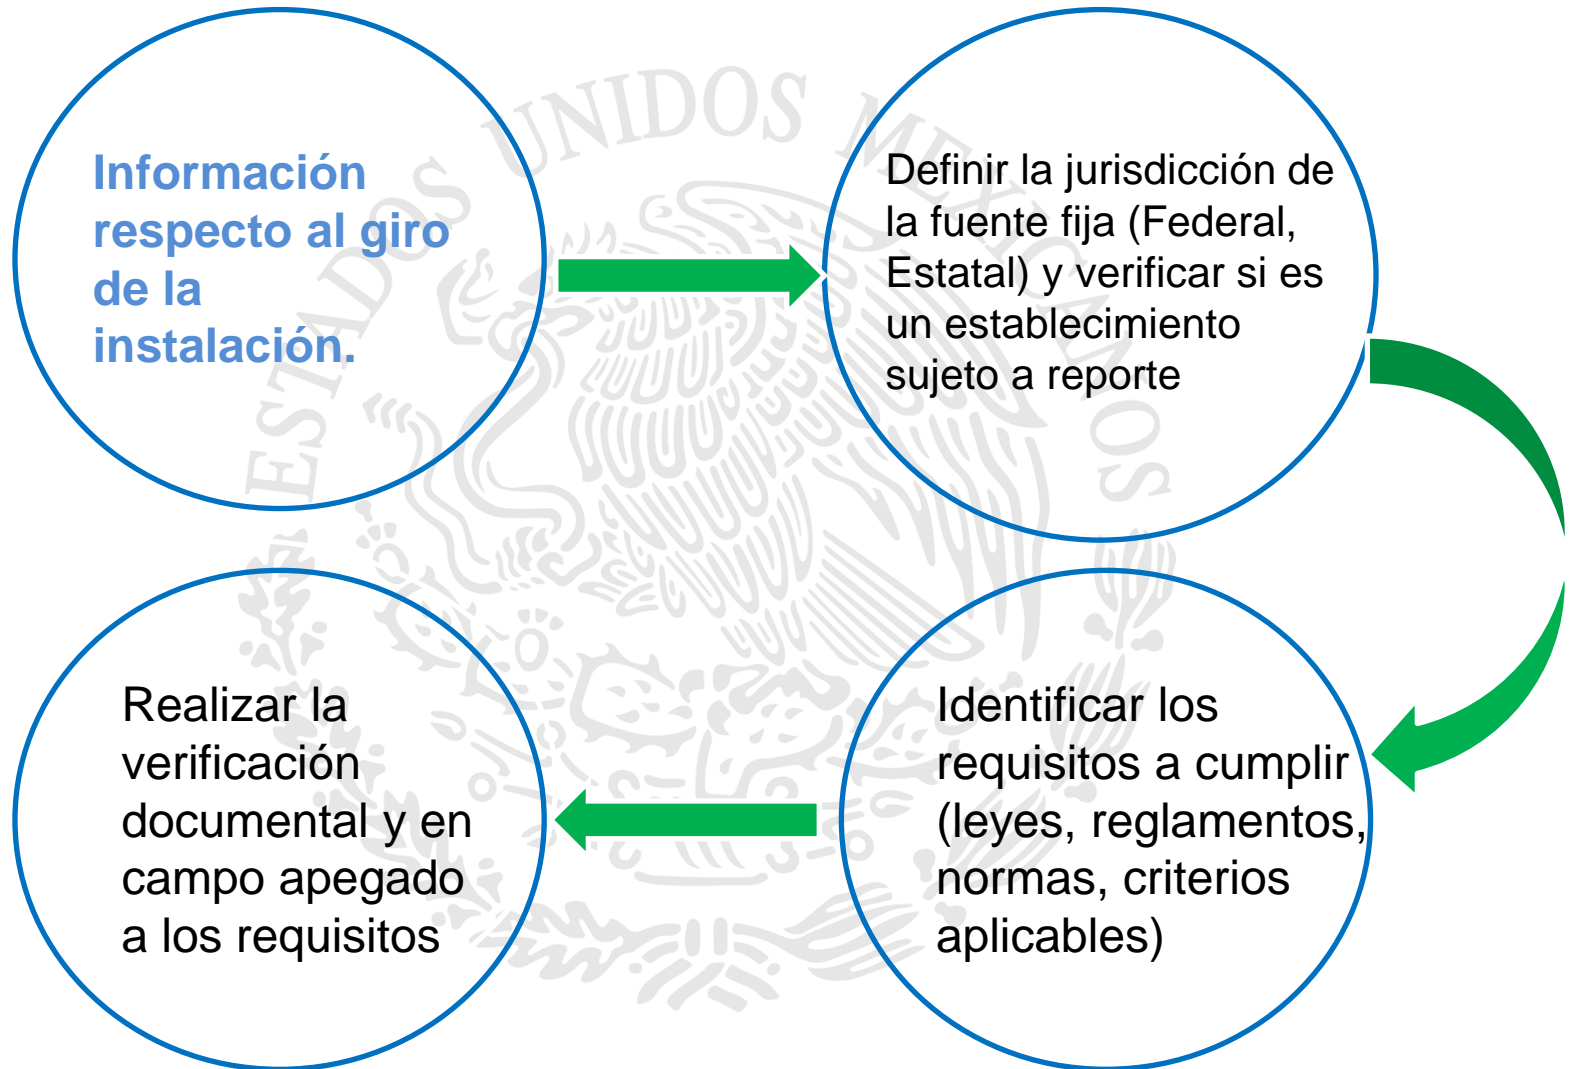 ESTADOS UNIDOS MEXICANOS
Información
respecto al giro
de la
instalación.
Definir la jurisdicción de
la fuente fija (Federal,
Estatal) y verificar si es
un establecimiento
sujeto a reporte
Identificar los
requisitos a cumplir
(leyes, reglamentos,
normas, criterios
aplicables)
Realizar la
verificación
documental y en
campo apegado
a los requisitos